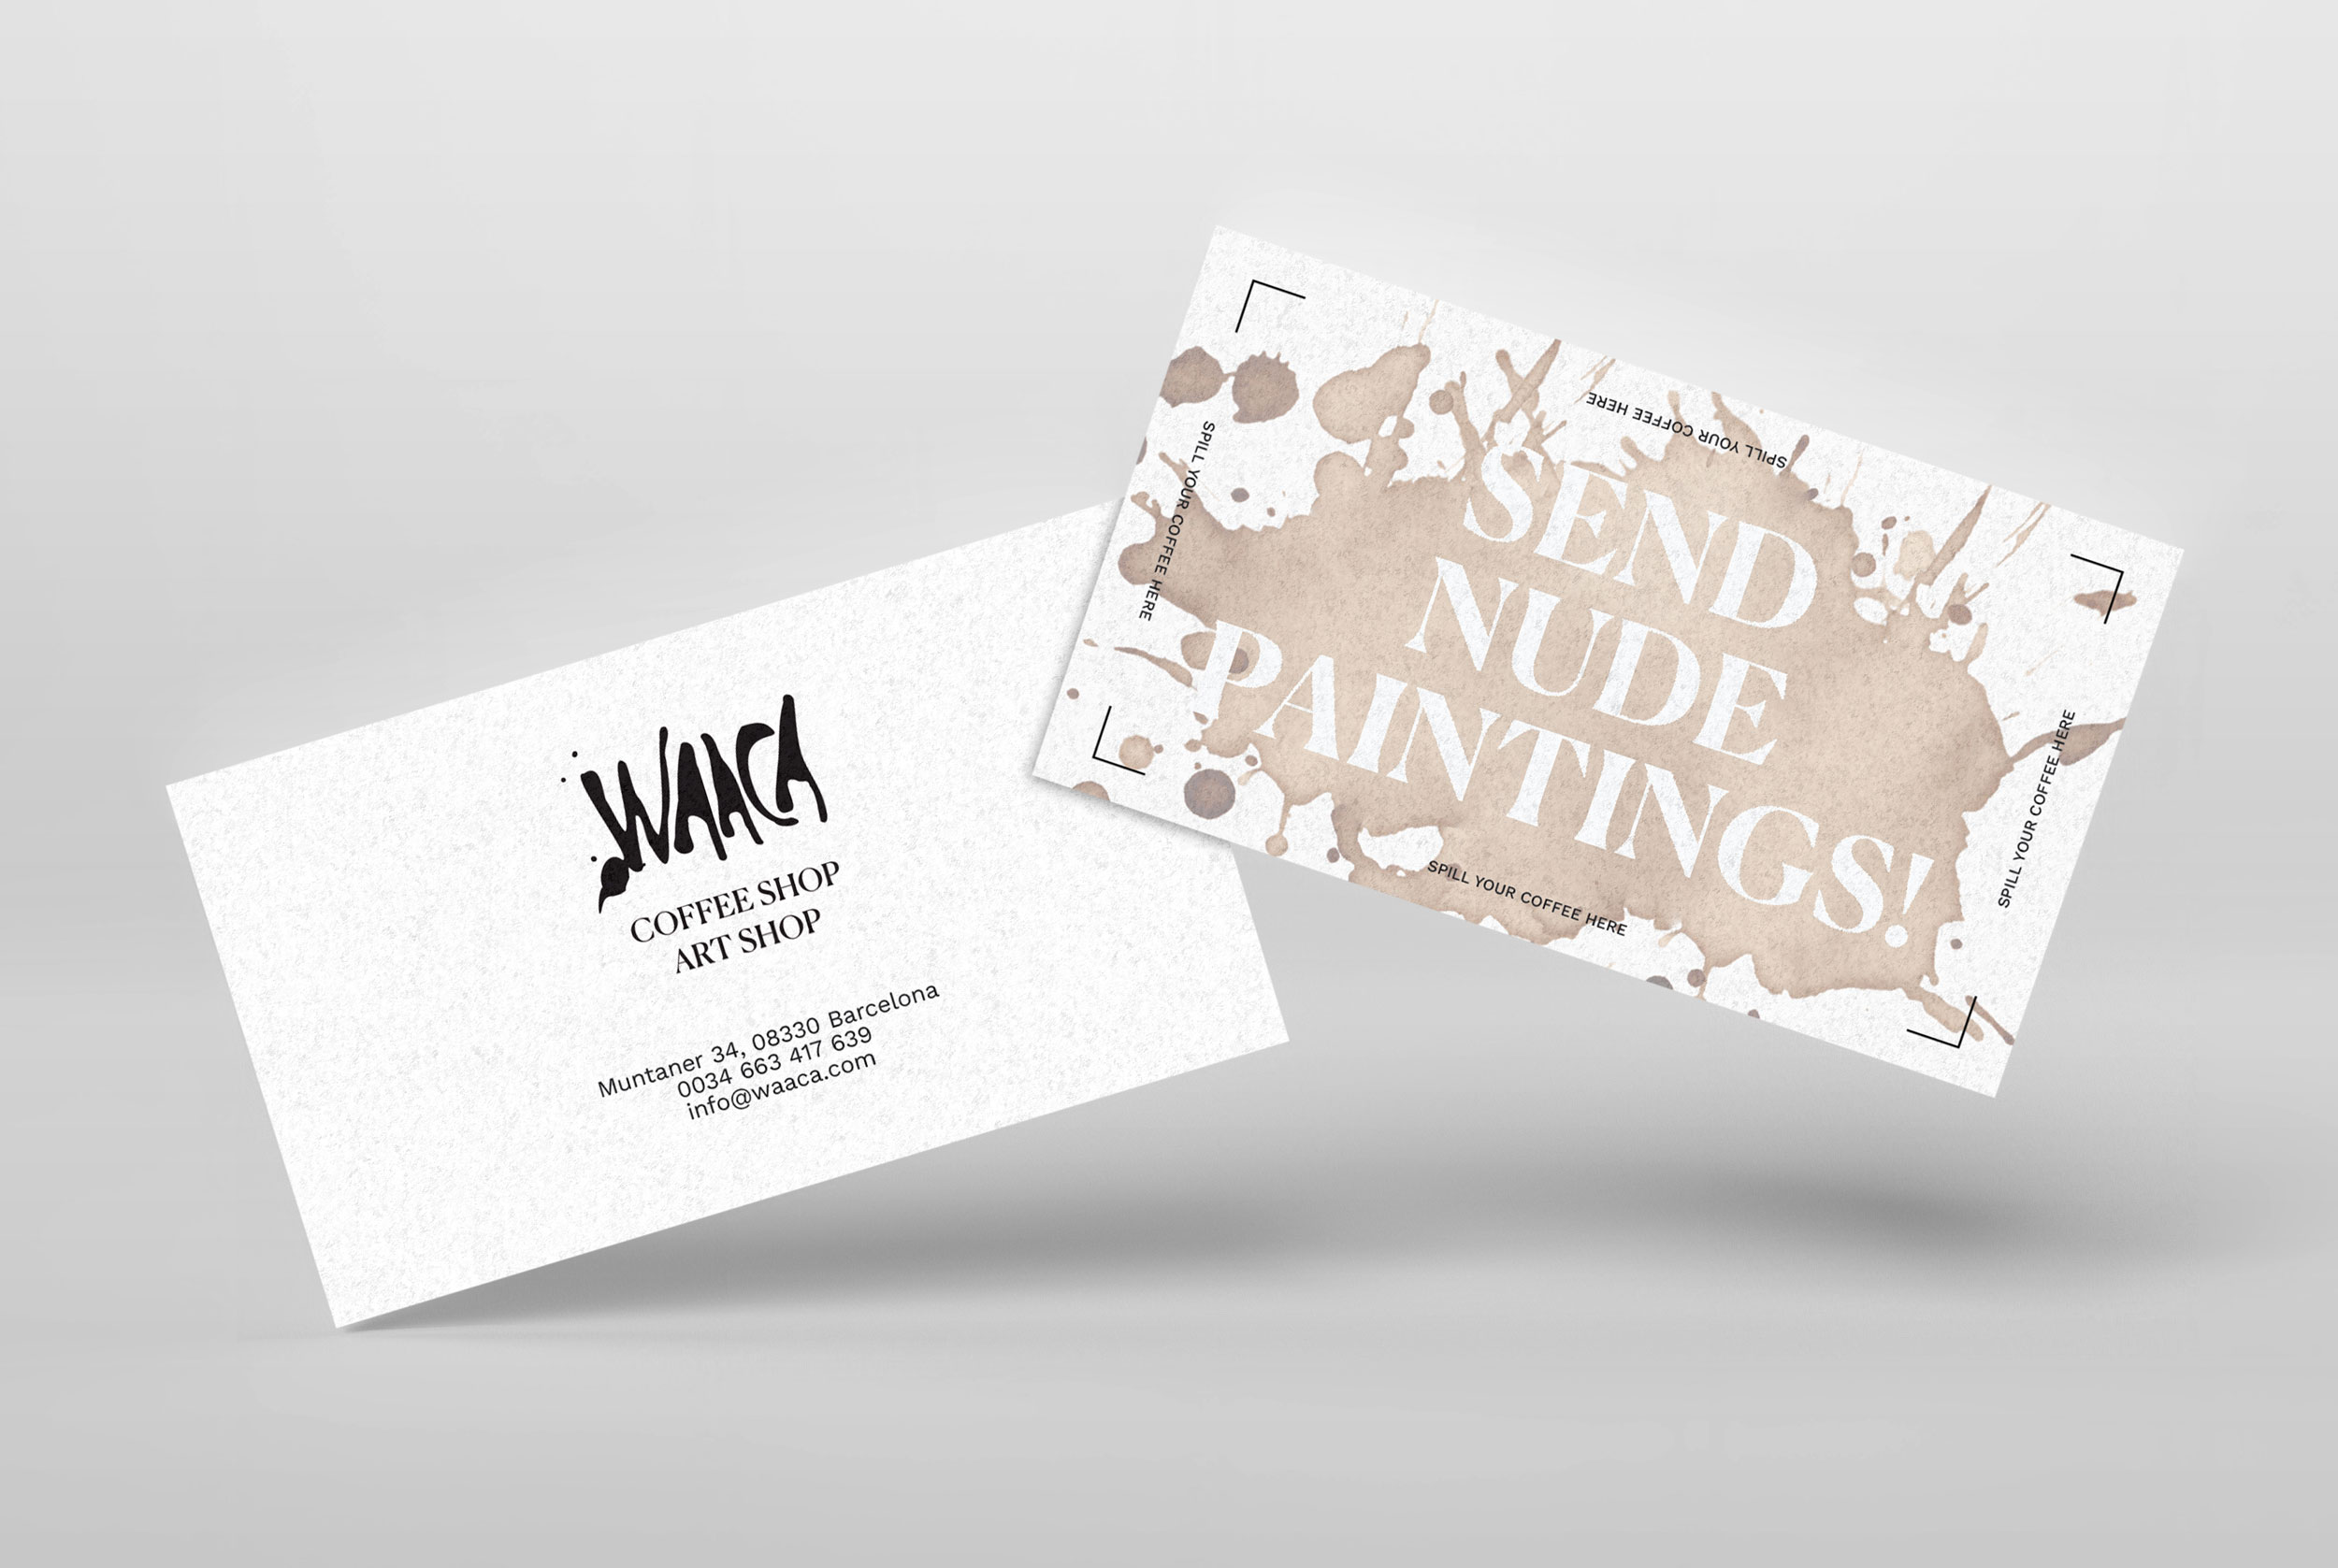 WAACA
COFFEE SHOP
ART SHOP
Muntaner 34, 08330 Barcelona
0034 663 417 639
info@waaca.com
SPILL YOUR COFFEE HERE
SPILL YOUR COFFEE HERE
SEND
NUDE
PAINTINGS!
SPILL YOUR COFFEE HERE
SPILL YOUR COFFEE HERE